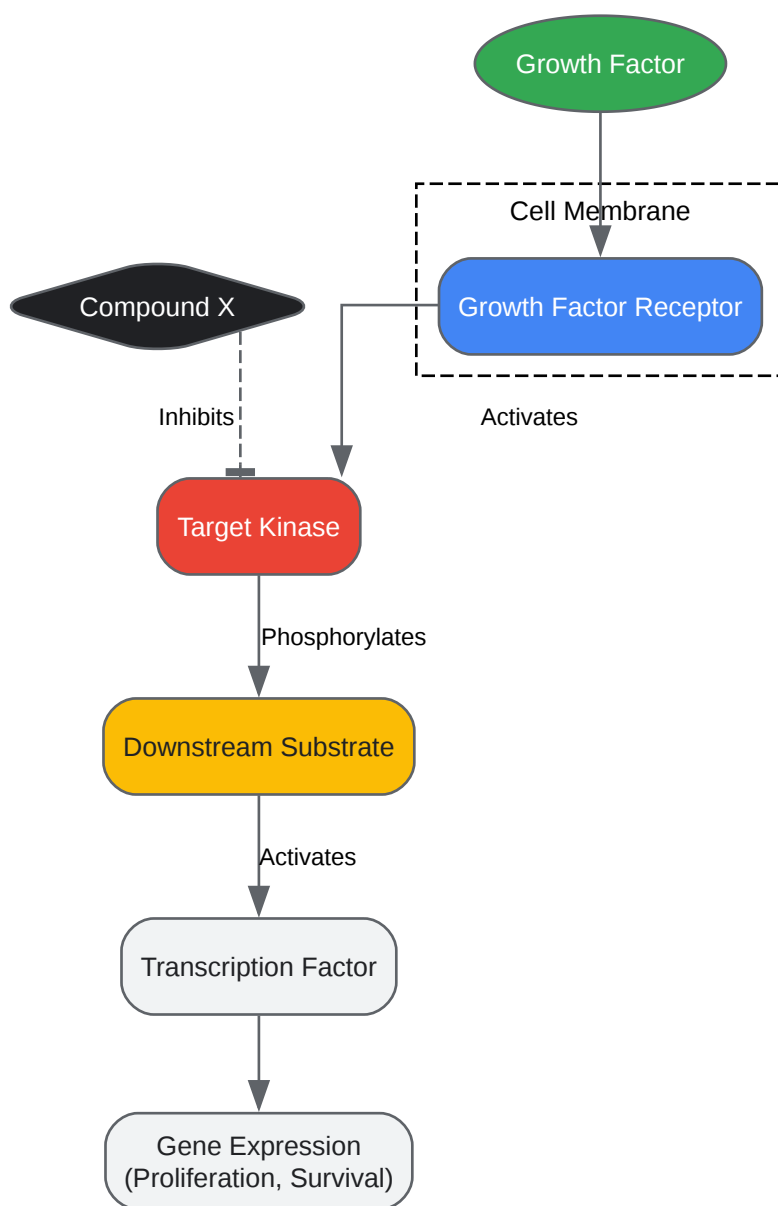 Growth Factor
Cell Membrane
Compound X
Growth Factor Receptor
Inhibits
Activates
Target Kinase
Phosphorylates
Downstream Substrate
Activates
Transcription Factor
Gene Expression
(Proliferation, Survival)